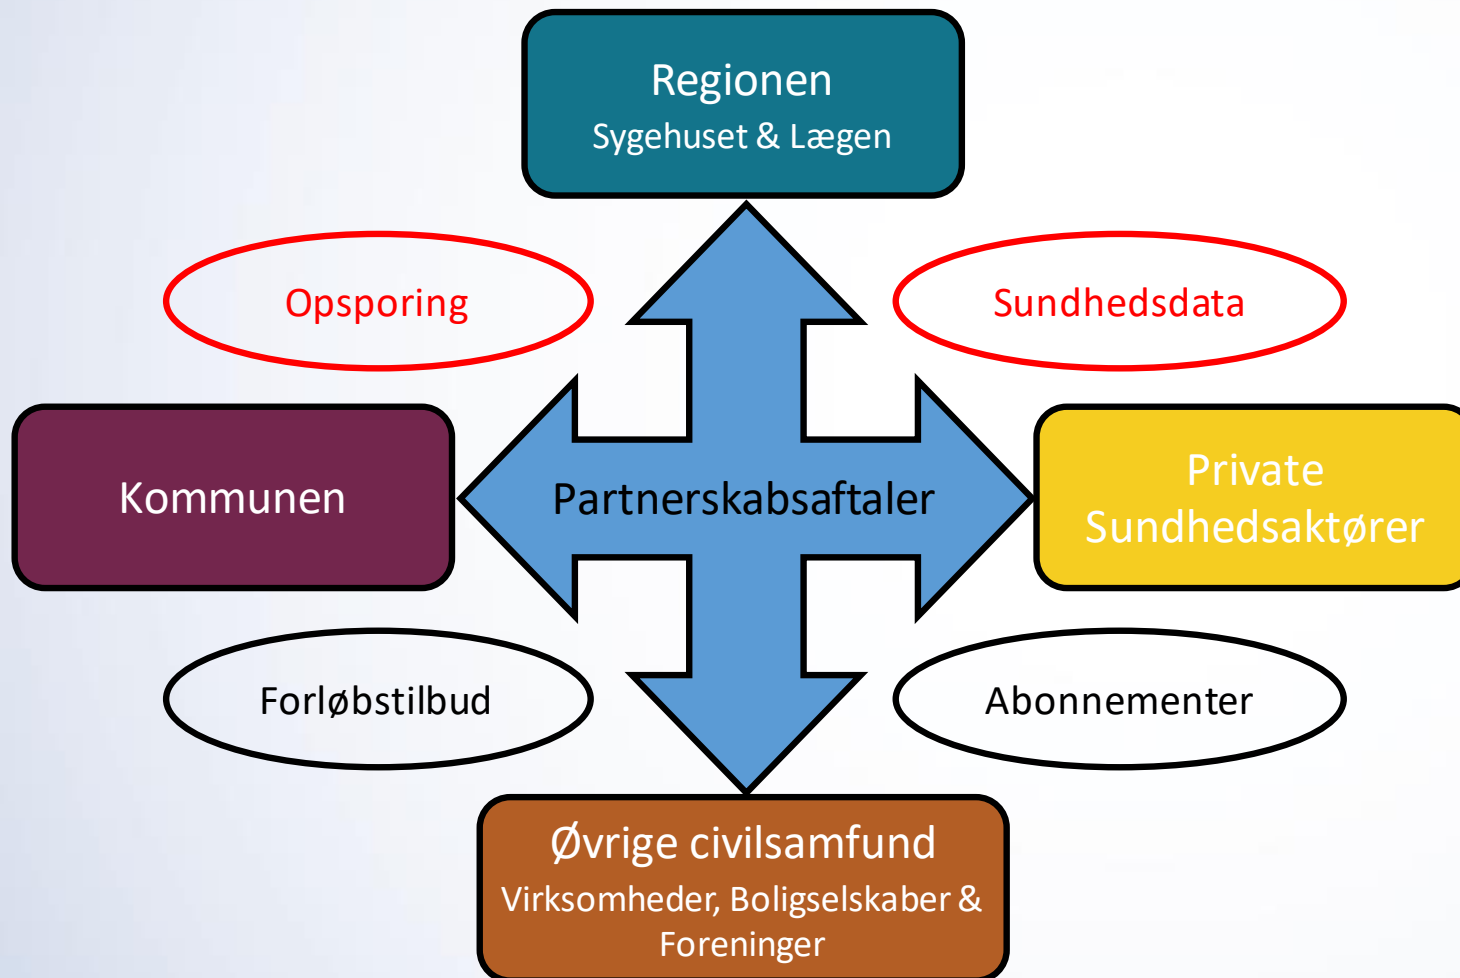 Regionen
Sygehuset & Lægen
Opsporing
Sundhedsdata
Kommunen
Partnerskabsaftaler
Private
Sundhedsaktører
Forløbstilbud
Abonnementer
Øvrige civilsamfund
Virksomheder, Boligselskaber &
Foreninger